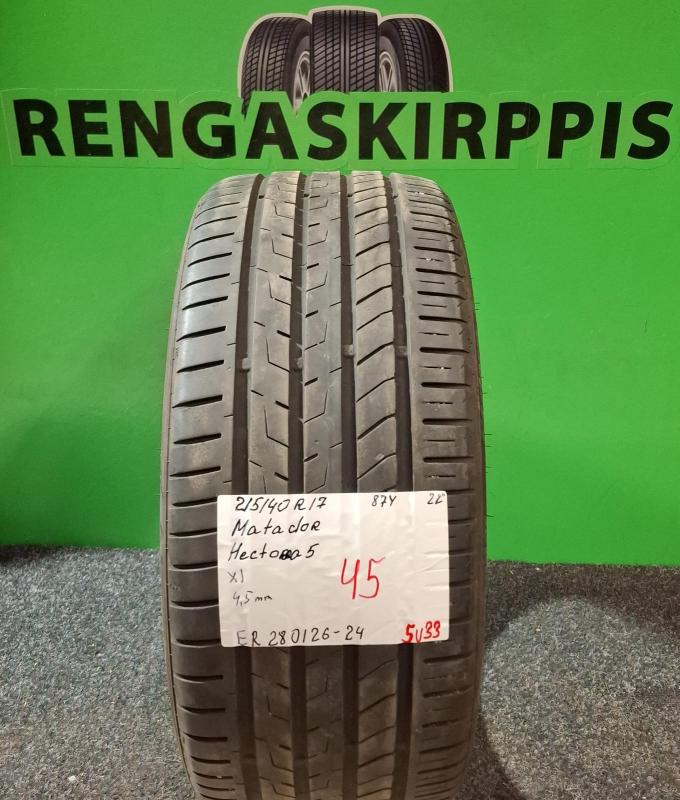 RENGASKIRPPIS
215/40 R17 87Y 22"
Matador
Hectorra5
x1 45
4,5mm
ER 280126-24 5v33